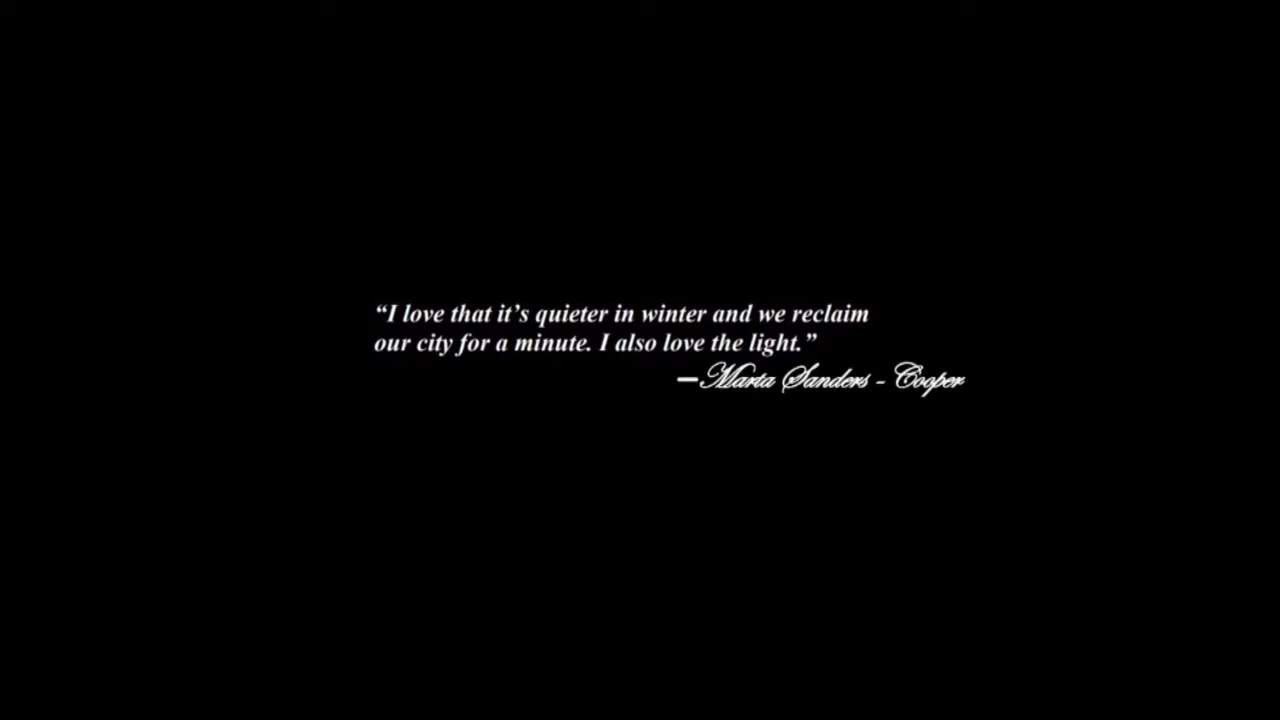 “I love that it’s quieter in winter and we reclaim
our city for a minute. I also love the light.”
—Marta Sanders - Cooper